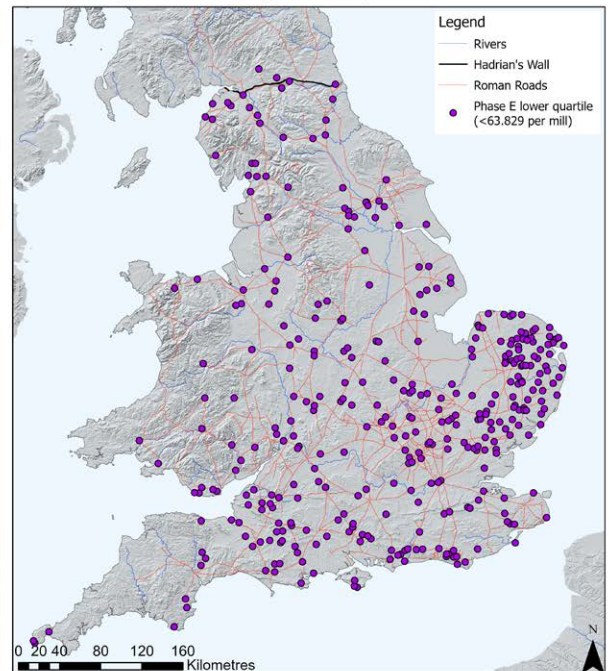 Legend
Rivers
Hadrian's Wall
Roman Roads
Phase E lower quartile
(<63.829 per mill)
N
0 20 40 80 120 160
Kilometres